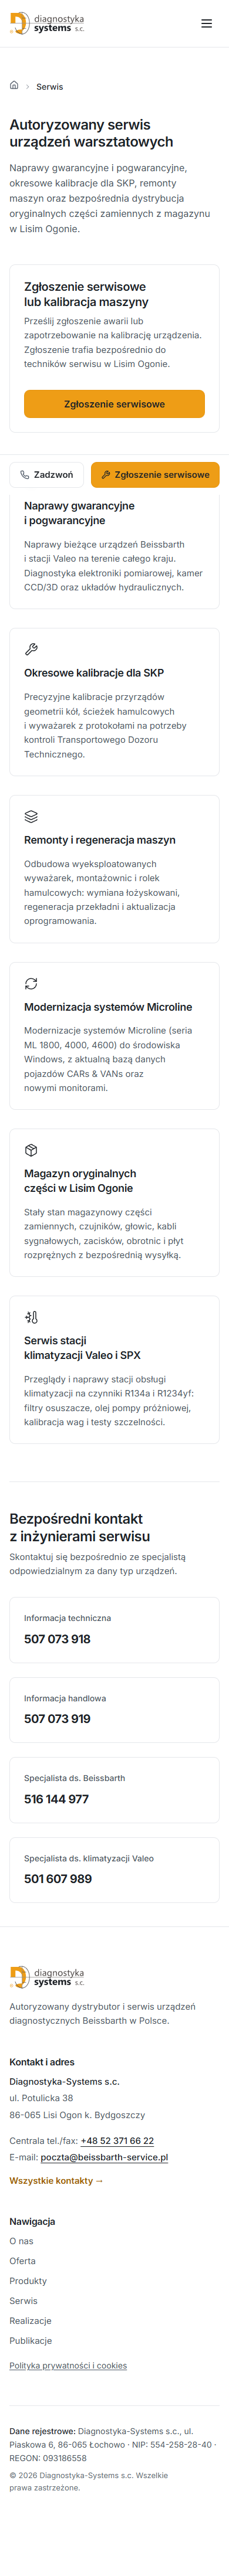 diagnostyka
systems s.c.
Serwis
Autoryzowany serwis
urządzeń warsztatowych
Naprawy gwarancyjne i pogwarancyjne,
okresowe kalibracje dla SKP, remonty
maszyn oraz bezpośrednia dystrybucja
oryginalnych części zamiennych z magazynu
w Lisim Ogonie.
Zgłoszenie serwisowe
lub kalibracja maszyny
Prześlij zgłoszenie awarii lub
zapotrzebowanie na kalibrację urządzenia.
Zgłoszenie trafia bezpośrednio do
techników serwisu w Lisim Ogonie.
Zgłoszenie serwisowe
Zadzwoń
Zgłoszenie serwisowe
Naprawy gwarancyjne
i pogwarancyjne
Naprawy bieżące urządzeń Beissbarth
i stacji Valeo na terenie całego kraju.
Diagnostyka elektroniki pomiarowej, kamer
CCD/3D oraz układów hydraulicznych.
Okresowe kalibracje dla SKP
Precyzyjne kalibracje przyrządów
geometrii kół, ścieżek hamulcowych
i wyważarek z protokołami na potrzeby
kontroli Transportowego Dozoru
Technicznego.
Remonty i regeneracja maszyn
Odbudowa wyeksploatowanych
wyważarek, montażownic i rolek
hamulcowych: wymiana łożyskowani,
regeneracja przekładni i aktualizacja
oprogramowania.
Modernizacja systemów Microline
Modernizacje systemów Microline (seria
ML 1800, 4000, 4600) do środowiska
Windows, z aktualną bazą danych
pojazdów CARs & VANs oraz
nowymi monitorami.
Magazyn oryginalnych
części w Lisim Ogonie
Stały stan magazynowy części
zamiennych, czujników, głowic, kabli
sygnałowych, zacisków, obrotnic i płyt
rozprężnych z bezpośrednią wysyłką.
Serwis stacji
klimatyzacji Valeo i SPX
Przeglądy i naprawy stacji obsługi
klimatyzacji na czynniki R134a i R1234yf:
filtry osuszacze, olej pompy próżniowej,
kalibracja wag i testy szczelności.
Bezpośredni kontakt
z inżynierami serwisu
Skontaktuj się bezpośrednio ze specjalistą
odpowiedzialnym za dany typ urządzeń.
Informacja techniczna
507 073 918
Informacja handlowa
507 073 919
Specjalista ds. Beissbarth
516 144 977
Specjalista ds. klimatyzacji Valeo
501 607 989
diagnostyka
systems s.c.
Autoryzowany dystrybutor i serwis urządzeń
diagnostycznych Beissbarth w Polsce.
Kontakt i adres
Diagnostyka-Systems s.c.
ul. Potulicka 38
86-065 Lisi Ogon k. Bydgoszczy
Centrala tel./fax: +48 52 371 66 22
E-mail: poczta@beissbarth-service.pl
Wszystkie kontakty →
Nawigacja
O nas
Oferta
Produkty
Serwis
Realizacje
Publikacje
Polityka prywatności i cookies
Dane rejestrowe: Diagnostyka-Systems s.c., ul.
Piaskowa 6, 86-065 Łochowo · NIP: 554-258-28-40 ·
REGON: 093186558
© 2026 Diagnostyka-Systems s.c. Wszelkie
prawa zastrzeżone.